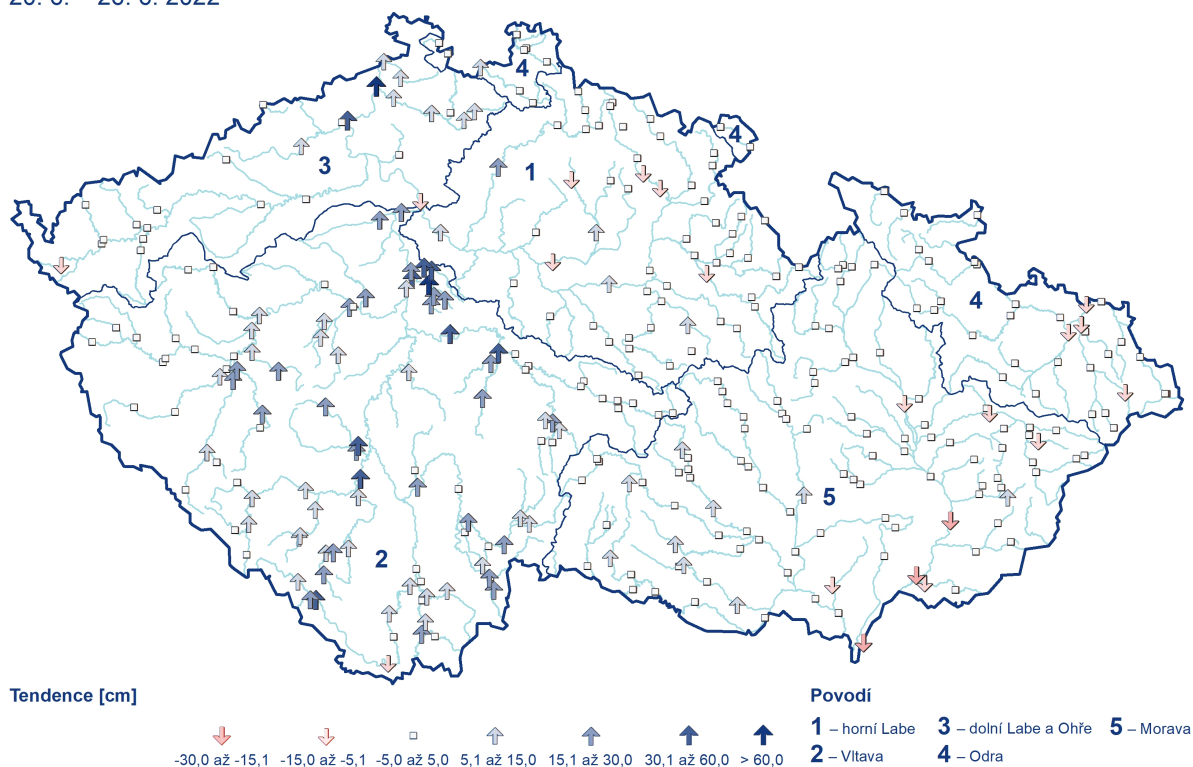 4
4
3
1
4
5
2
Tendence [cm]
-30,0 až -15,1
-15,0 až -5,1
-5,0 až 5,0
5,1 až 15,0
15,1 až 30,0
30,1 až 60,0
> 60,0
Povodí
1 – horní Labe
3 – dolní Labe a Ohře
5 – Morava
2 – Vltava
4 – Odra